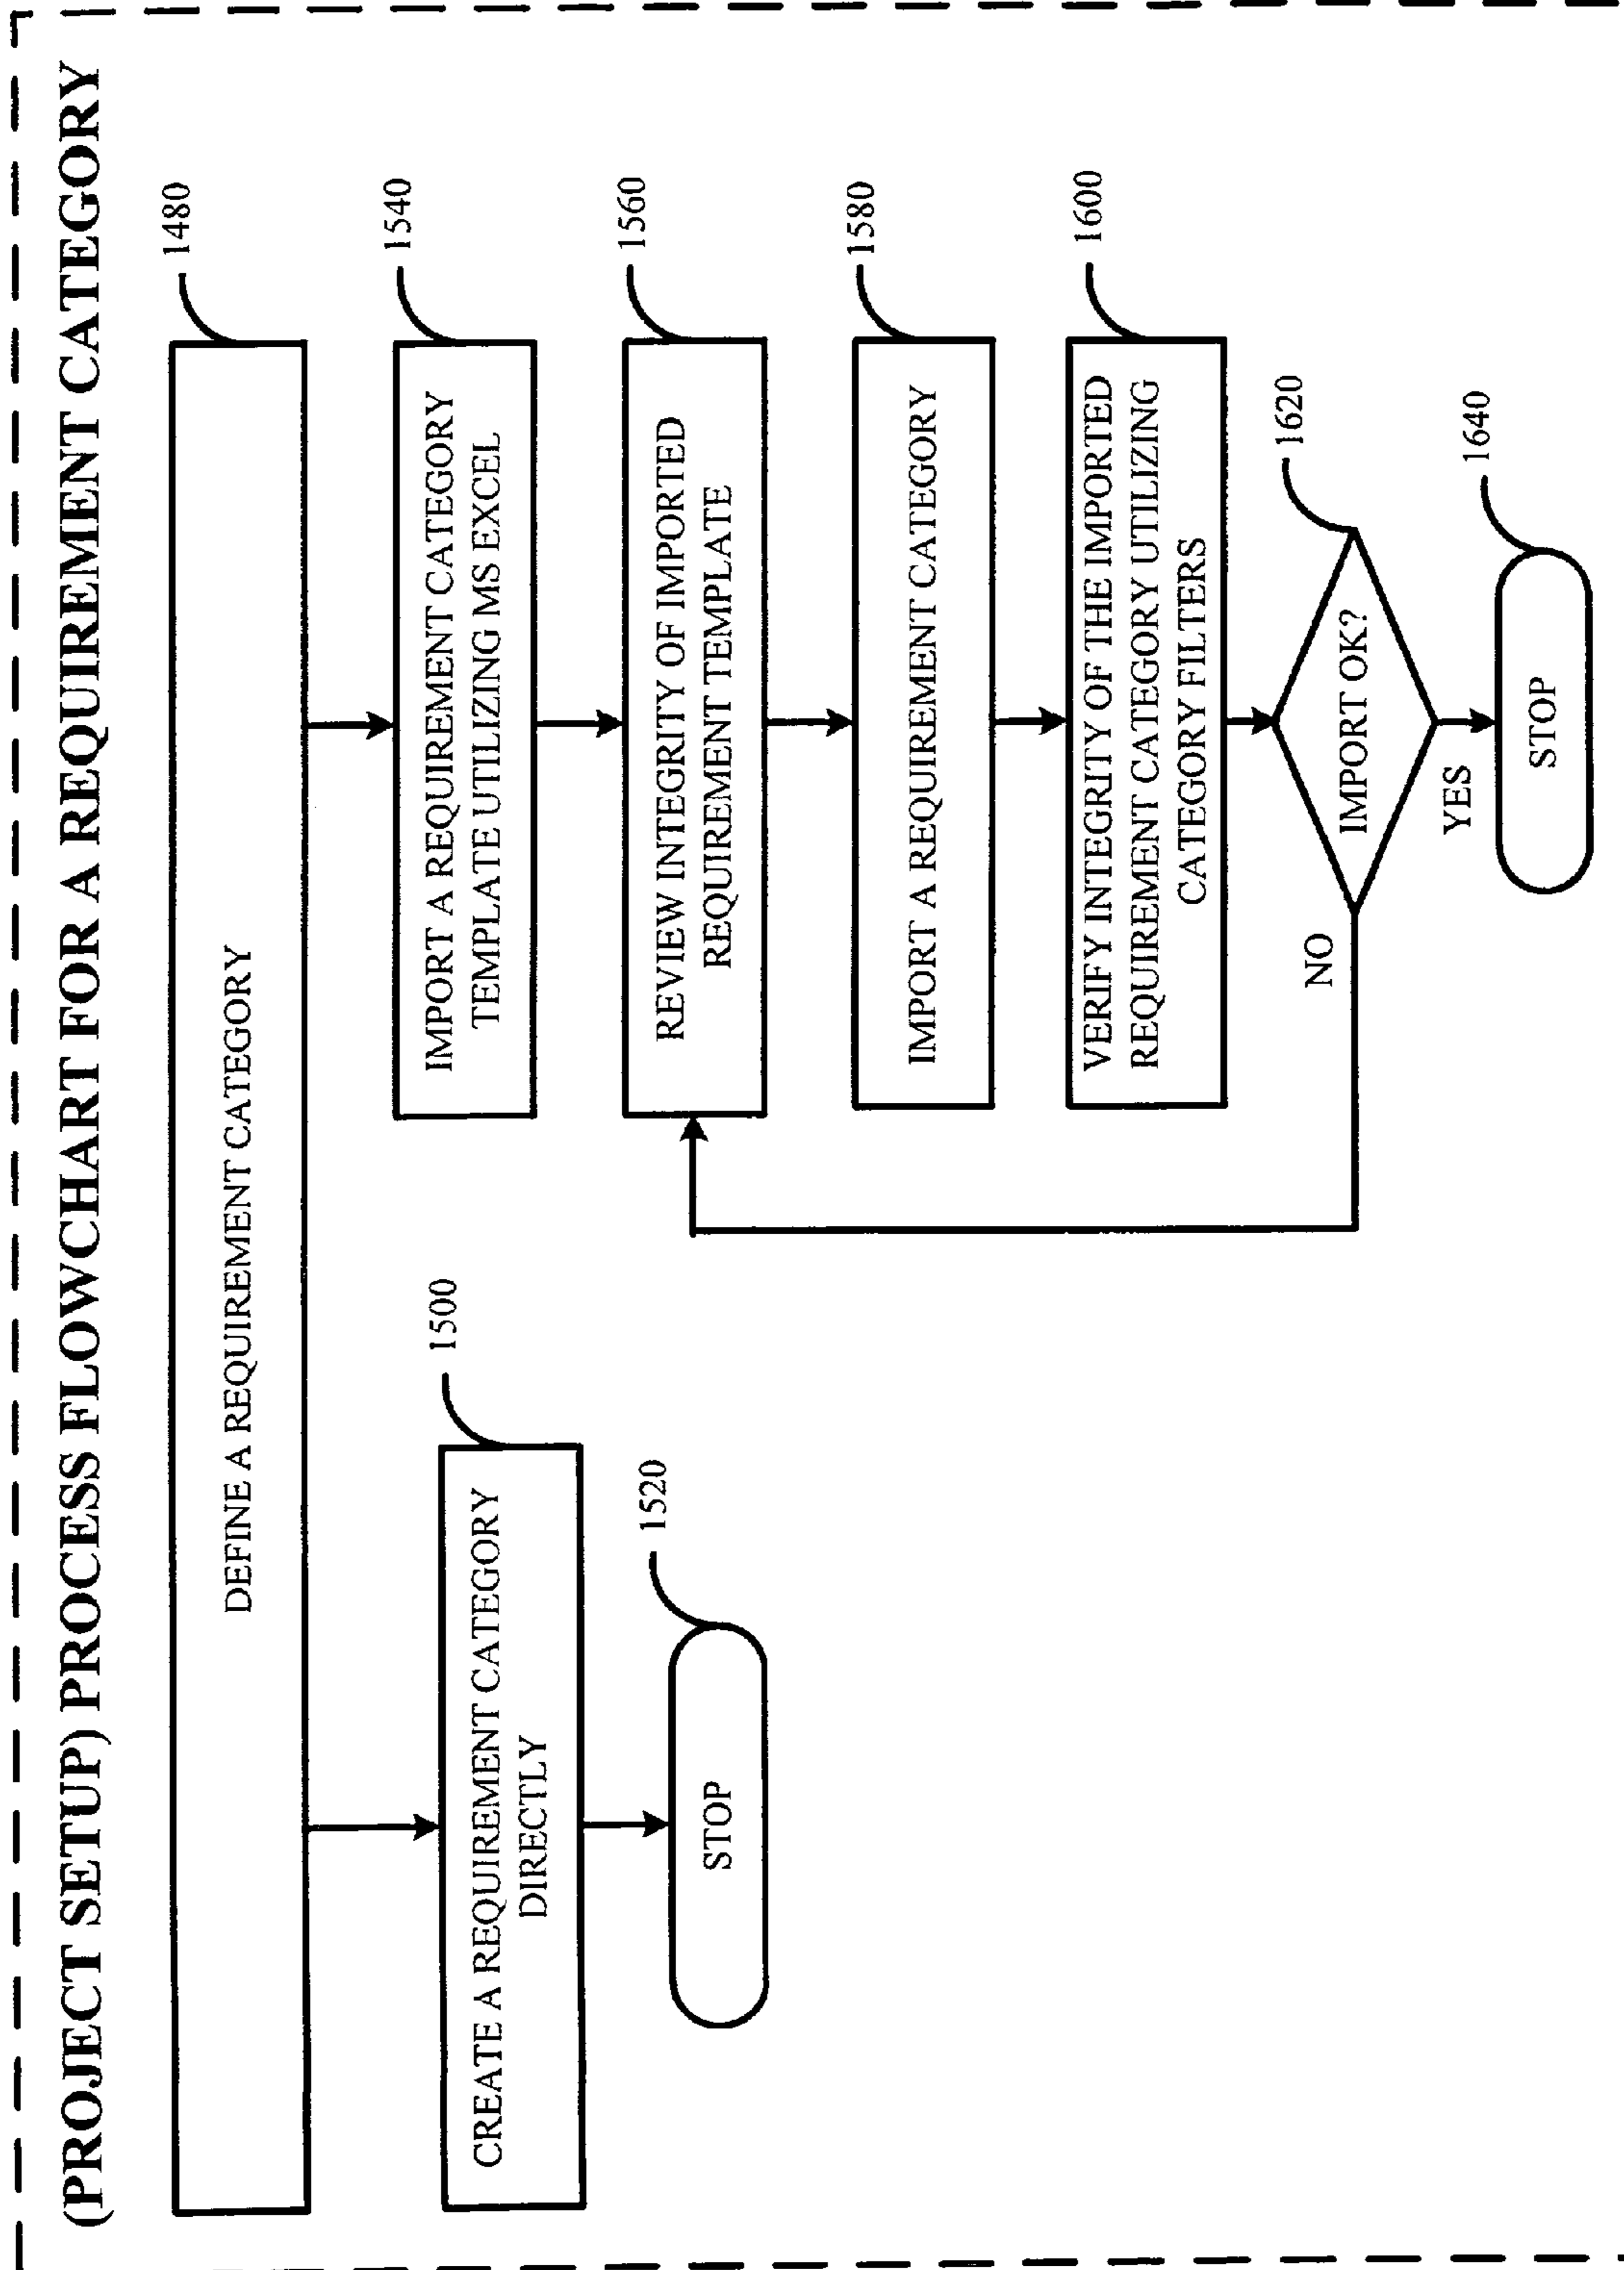 (PROJECT SETUP) PROCESS FLOWCHART FOR A REQUIREMENT CATEGORY
1480
DEFINE A REQUIREMENT CATEGORY
1500
CREATE A REQUIREMENT CATEGORY
DIRECTLY
1520
STOP
1540
IMPORT A REQUIREMENT CATEGORY
TEMPLATE UTILIZING MS EXCEL
1560
REVIEW INTEGRITY OF IMPORTED
REQUIREMENT TEMPLATE
1580
IMPORT A REQUIREMENT CATEGORY
1600
VERIFY INTEGRITY OF THE IMPORTED
REQUIREMENT CATEGORY UTILIZING
CATEGORY FILTERS
1620
IMPORT OK?
NO
YES
1640
STOP